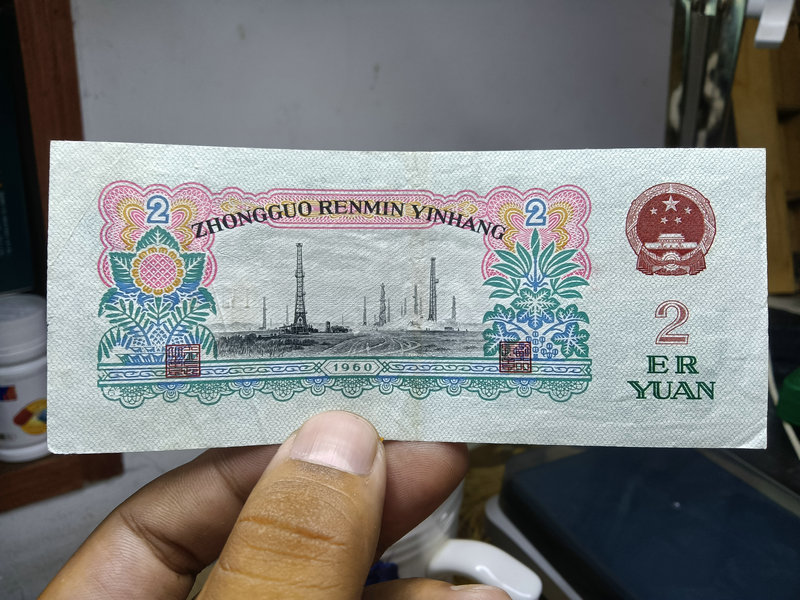 2
2
ZHONGGUO RENMIN YINHANG
1960
2
ER
YUAN